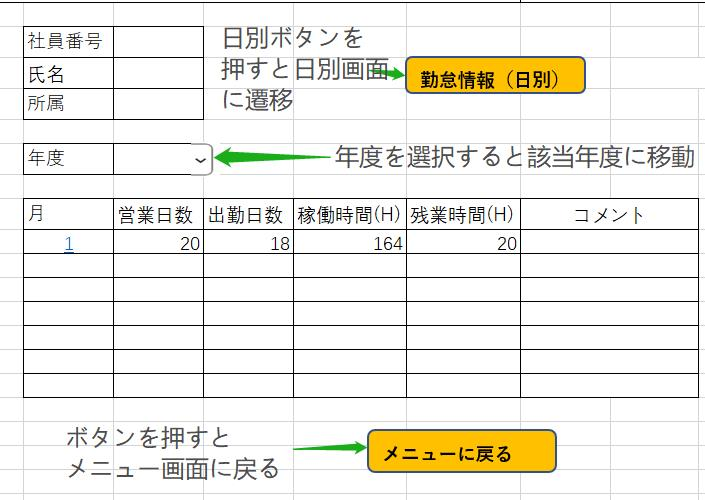 社員番号
氏名
所属
日別ボタンを
押すと日別画面
に遷移
勤怠情報（日別）
年度
年度を選択すると該当年度に移動
月 営業日数 出勤日数 稼働時間(H) 残業時間(H) コメント
1 20 18 164 20
ボタンを押すと
メニュー画面に戻る
メニューに戻る